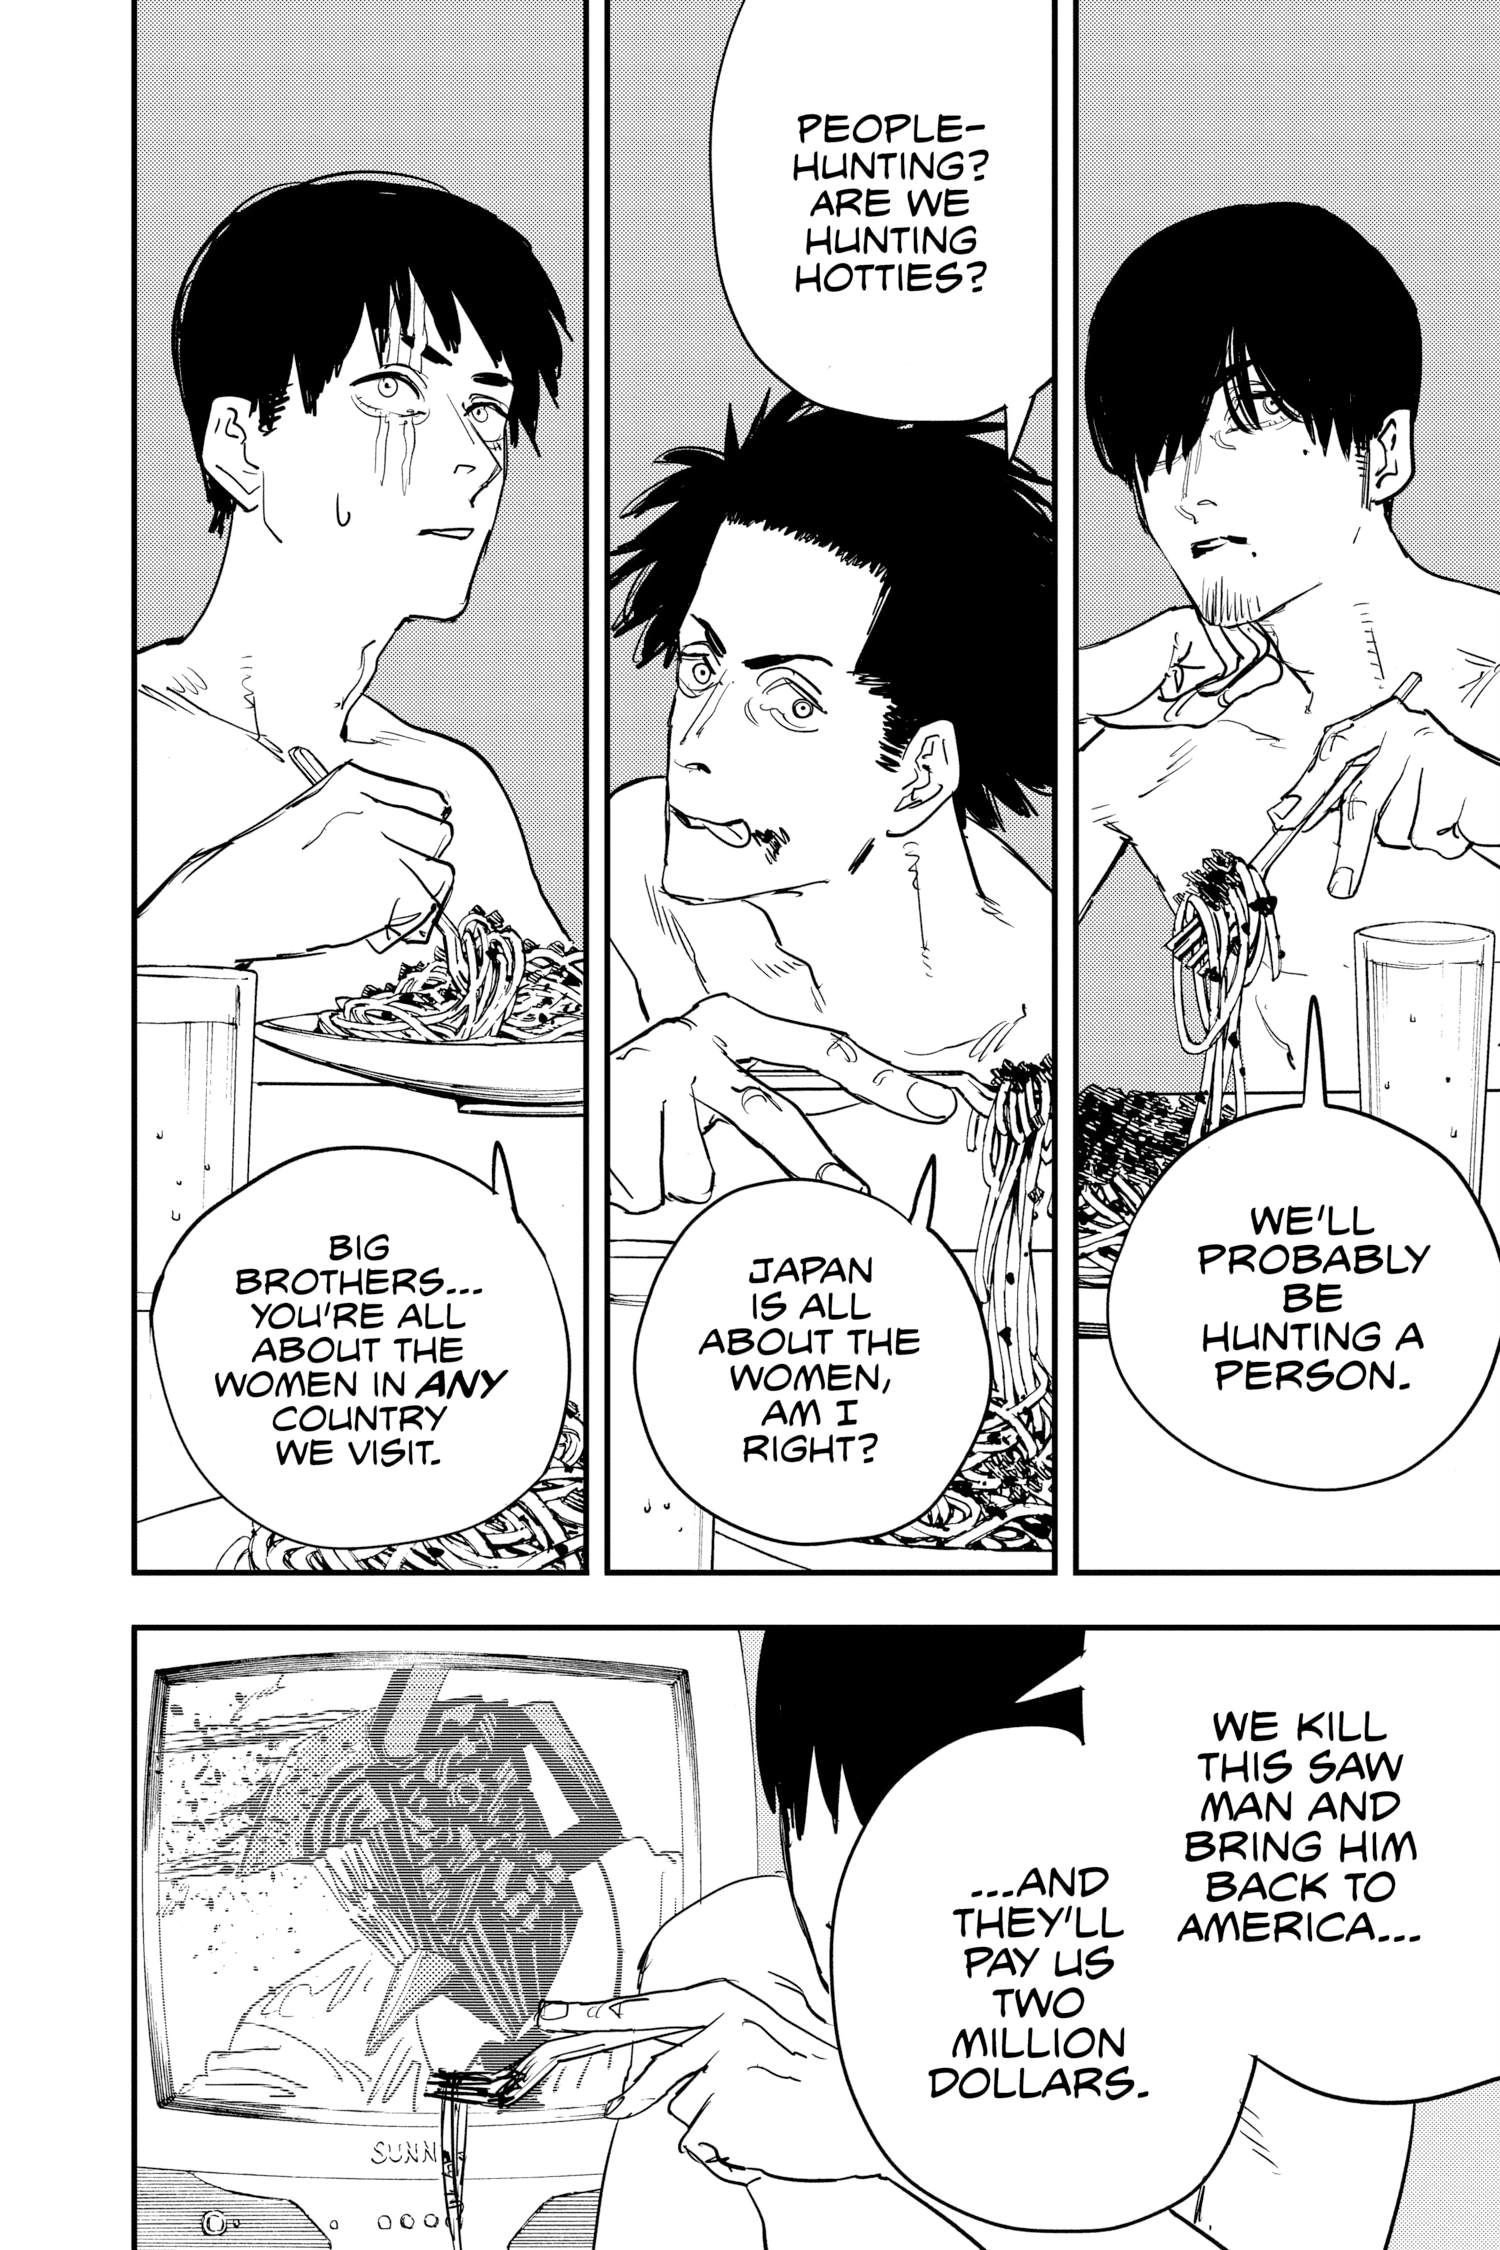 WE'LL
PROBABLY
BE
HUNTING A
PERSON.
PEOPLE-
HUNTING?
ARE WE
HUNTING
HOTTIES?
JAPAN
IS ALL
ABOUT THE
WOMEN,
AM I
RIGHT?
BIG
BROTHERS...
YOU'RE ALL
ABOUT THE
WOMEN IN ANY
COUNTRY
WE VISIT.
WE KILL
THIS SAW
MAN AND
BRING HIM
BACK TO
AMERICA...
...AND
THEY'LL
PAY US
TWO
MILLION
DOLLARS.
SUNN